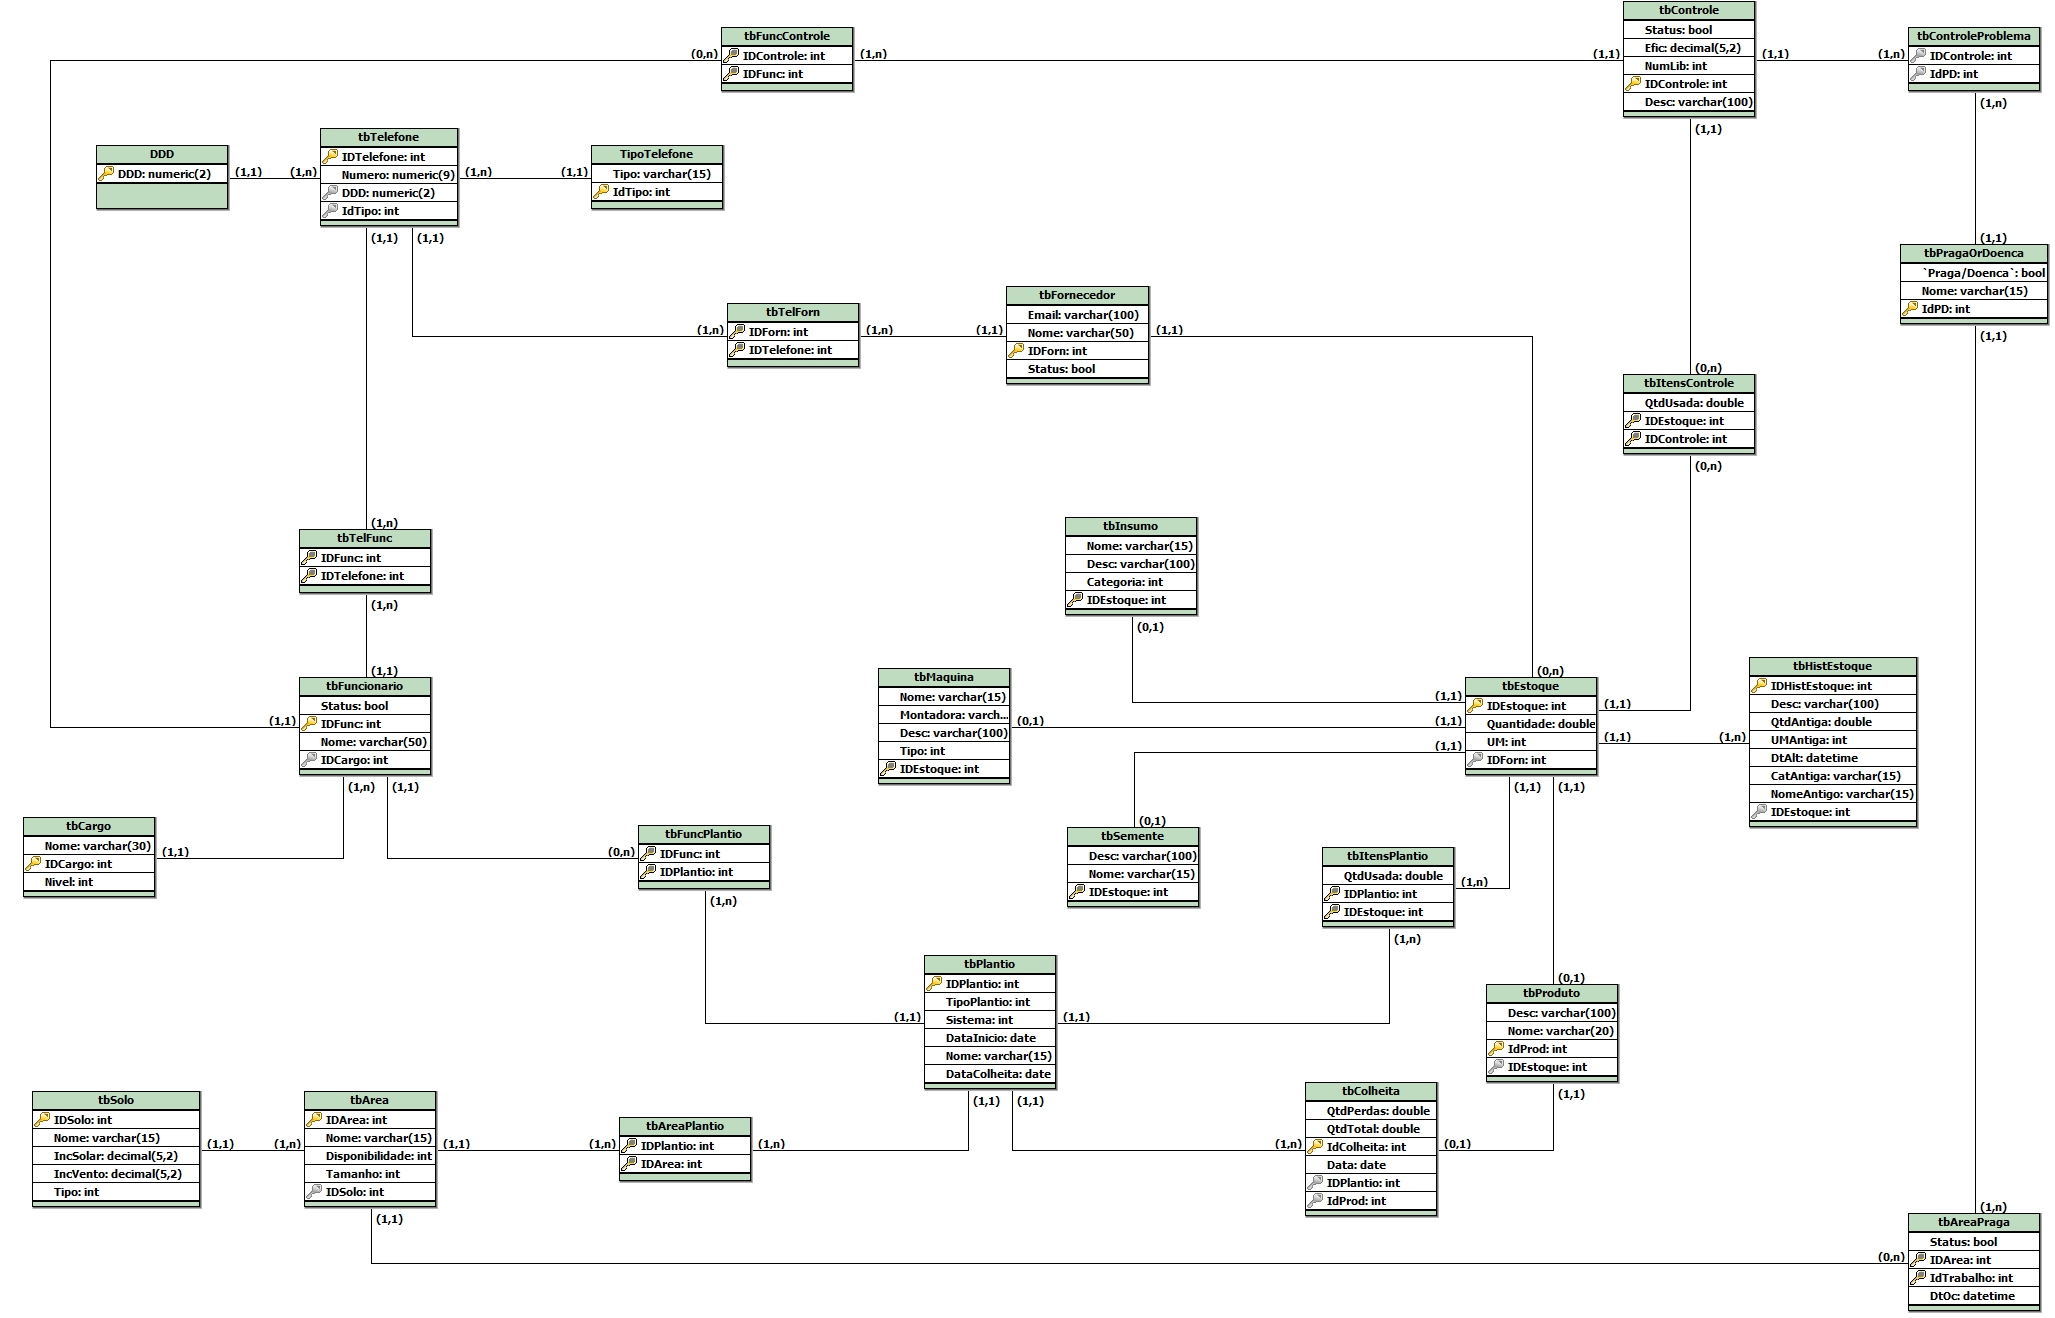 tbFuncControle
IDControle: int
IDFunc: int
(0,n)
(1,n)
tbControle
Status: bool
Efic: decimal(5,2)
NumLib: int
IDControle: int
Desc: varchar(100)
(1,1)
(1,1)
(1,1)
tbControleProblema
IDControle: int
IdPD: int
(1,n)
(1,n)
DDD
DDD: numeric(2)
(1,1)
tbTelefone
IDTelefone: int
Numero: numeric(9)
DDD: numeric(2)
IdTipo: int
(1,n)
(1,n)
(1,1)
(1,1)
TipoTelefone
Tipo: varchar(15)
IdTipo: int
(1,1)
(1,1)
tbPragaOrDoenca
`Praga/Doenca`: bool
Nome: varchar(15)
IdPD: int
(1,1)
tbTelForn
IDForn: int
IDTelefone: int
(1,n)
(1,n)
tbFornecedor
Email: varchar(100)
Nome: varchar(50)
IDForn: int
Status: bool
(1,1)
(1,1)
(0,n)
tbItensControle
QtdUsada: double
IDEstoque: int
IDControle: int
(0,n)
(1,n)
tbTelFunc
IDFunc: int
IDTelefone: int
(1,n)
tbInsumo
Nome: varchar(15)
Desc: varchar(100)
Categoria: int
IDEstoque: int
(0,1)
(1,1)
tbFuncionario
Status: bool
IDFunc: int
Nome: varchar(50)
IDCargo: int
(1,1)
(1,n)
(1,1)
tbMaquina
Nome: varchar(15)
Montadora: varch...
Desc: varchar(100)
Tipo: int
IDEstoque: int
(0,1)
(0,n)
tbEstoque
IDEstoque: int
Quantidade: double
UM: int
IDForn: int
(1,1)
(1,1)
(1,1)
(1,1)
(1,1)
(1,1)
(1,1)
tbHistEstoque
IDHistEstoque: int
Desc: varchar(100)
QtdAntiga: double
UMAntiga: int
DtAlt: datetime
CatAntiga: varchar(15)
NomeAntigo: varchar(15)
IDEstoque: int
(1,n)
tbCargo
Nome: varchar(30)
IDCargo: int
Nivel: int
(1,1)
tbFuncPlantio
IDFunc: int
IDPlantio: int
(0,n)
(1,n)
(0,1)
tbSemente
Desc: varchar(100)
Nome: varchar(15)
IDEstoque: int
tbItensPlantio
QtdUsada: double
IDPlantio: int
IDEstoque: int
(1,n)
(1,n)
tbPlantio
IDPlantio: int
TipoPlantio: int
Sistema: int
DataInicio: date
Nome: varchar(15)
DataColheita: date
(1,1)
(1,1)
(1,1)
(1,1)
(0,1)
tbProduto
Desc: varchar(100)
Nome: varchar(20)
IdProd: int
IDEstoque: int
(1,1)
tbSolo
IDSolo: int
Nome: varchar(15)
IncSolar: decimal(5,2)
IncVento: decimal(5,2)
Tipo: int
(1,1)
tbArea
IDArea: int
Nome: varchar(15)
Disponibilidade: int
Tamanho: int
IDSolo: int
(1,n)
(1,1)
(1,1)
tbAreaPlantio
IDPlantio: int
IDArea: int
(1,n)
(1,n)
tbColheita
QtdPerdas: double
QtdTotal: double
IdColheita: int
Data: date
IDPlantio: int
IdProd: int
(1,n)
(0,1)
(1,n)
tbAreaPraga
Status: bool
IDArea: int
IdTrabalho: int
DtOc: datetime
(0,n)